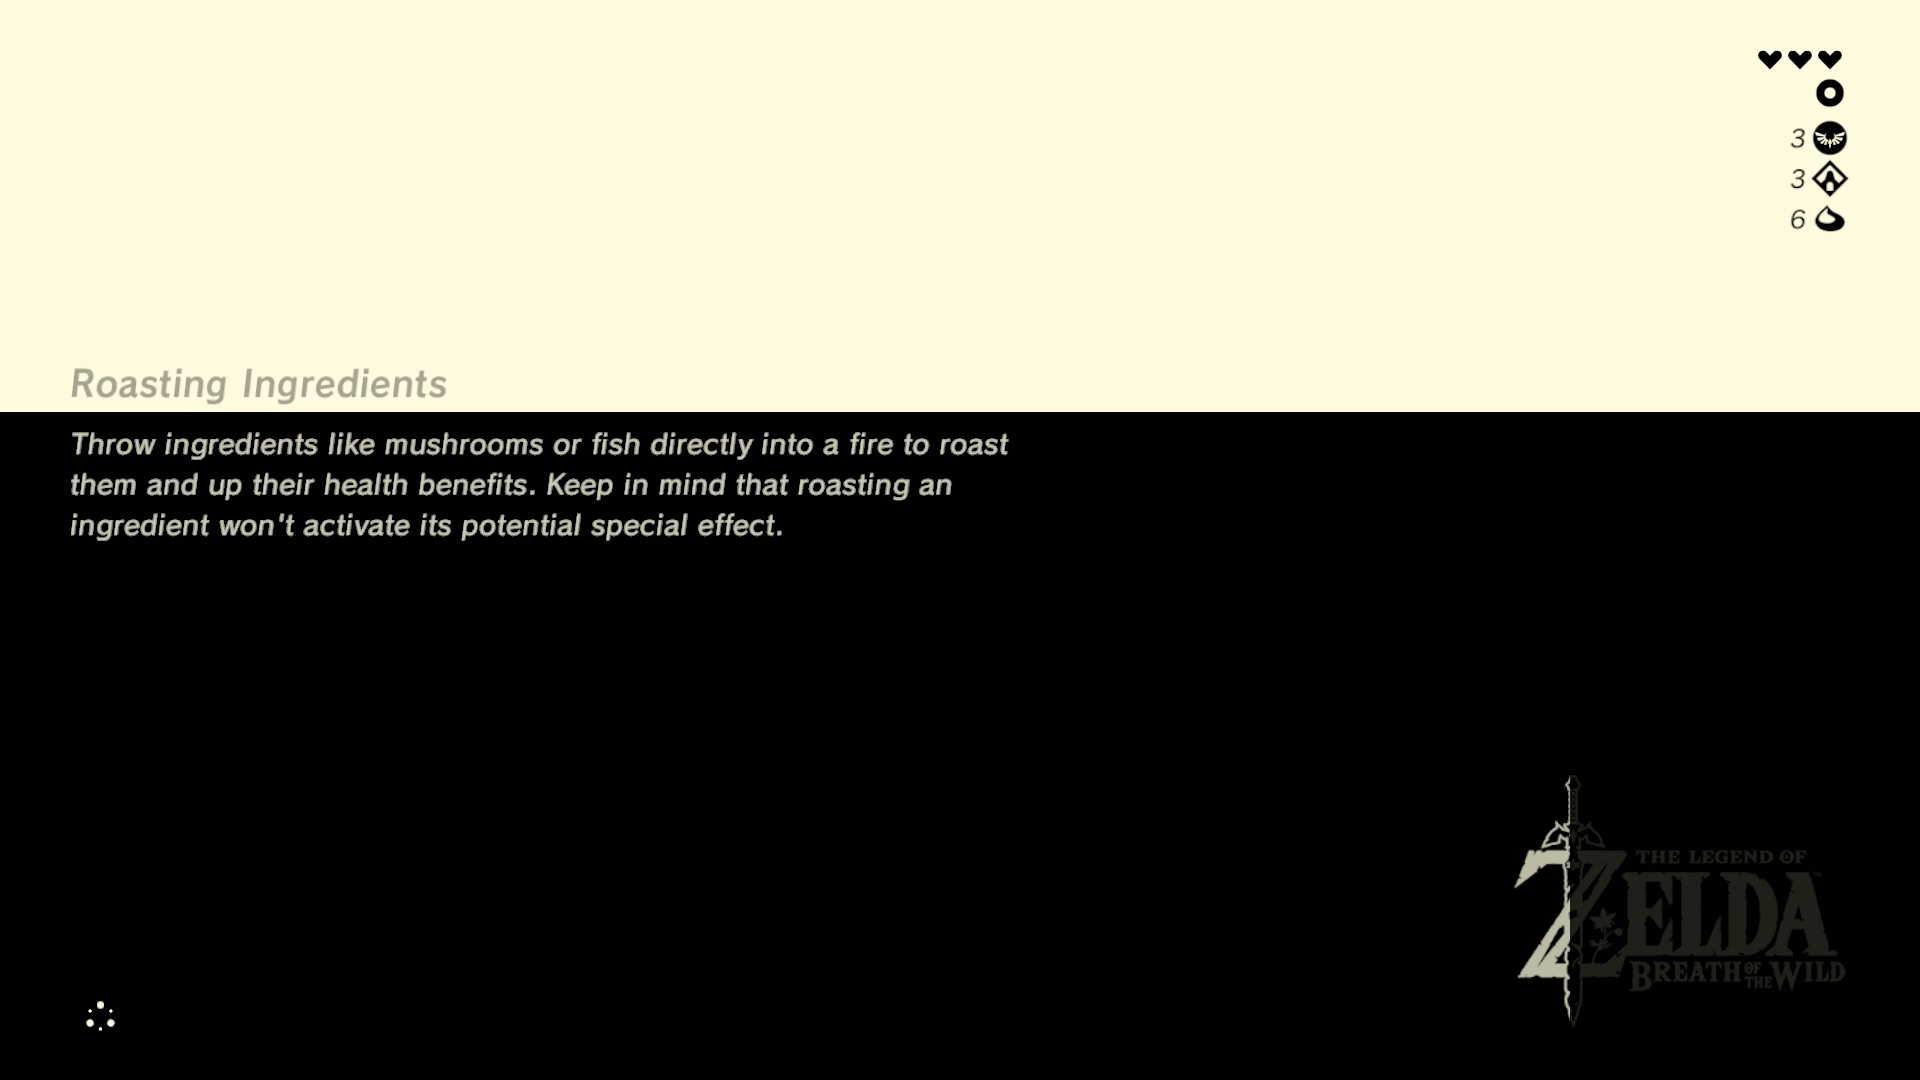 3
3
6
Roasting Ingredients
Throw ingredients like mushrooms or fish directly into a fire to roast
them and up their health benefits. Keep in mind that roasting an
ingredient won't activate its potential special effect.
THE LEGEND OF
ZELDA
BREATH OF THE WILD